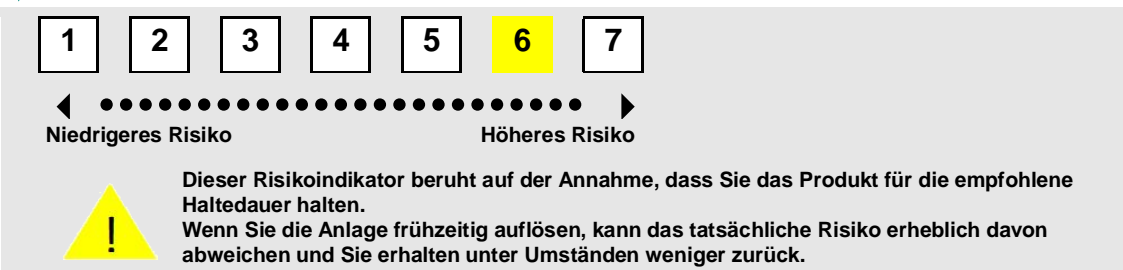 1 2 3 4 5 6 7
Niedrigeres Risiko Höheres Risiko
!
Dieser Risikoindikator beruht auf der Annahme, dass Sie das Produkt für die empfohlene
Haltedauer halten.
Wenn Sie die Anlage frühzeitig auflösen, kann das tatsächliche Risiko erheblich davon
abweichen und Sie erhalten unter Umständen weniger zurück.